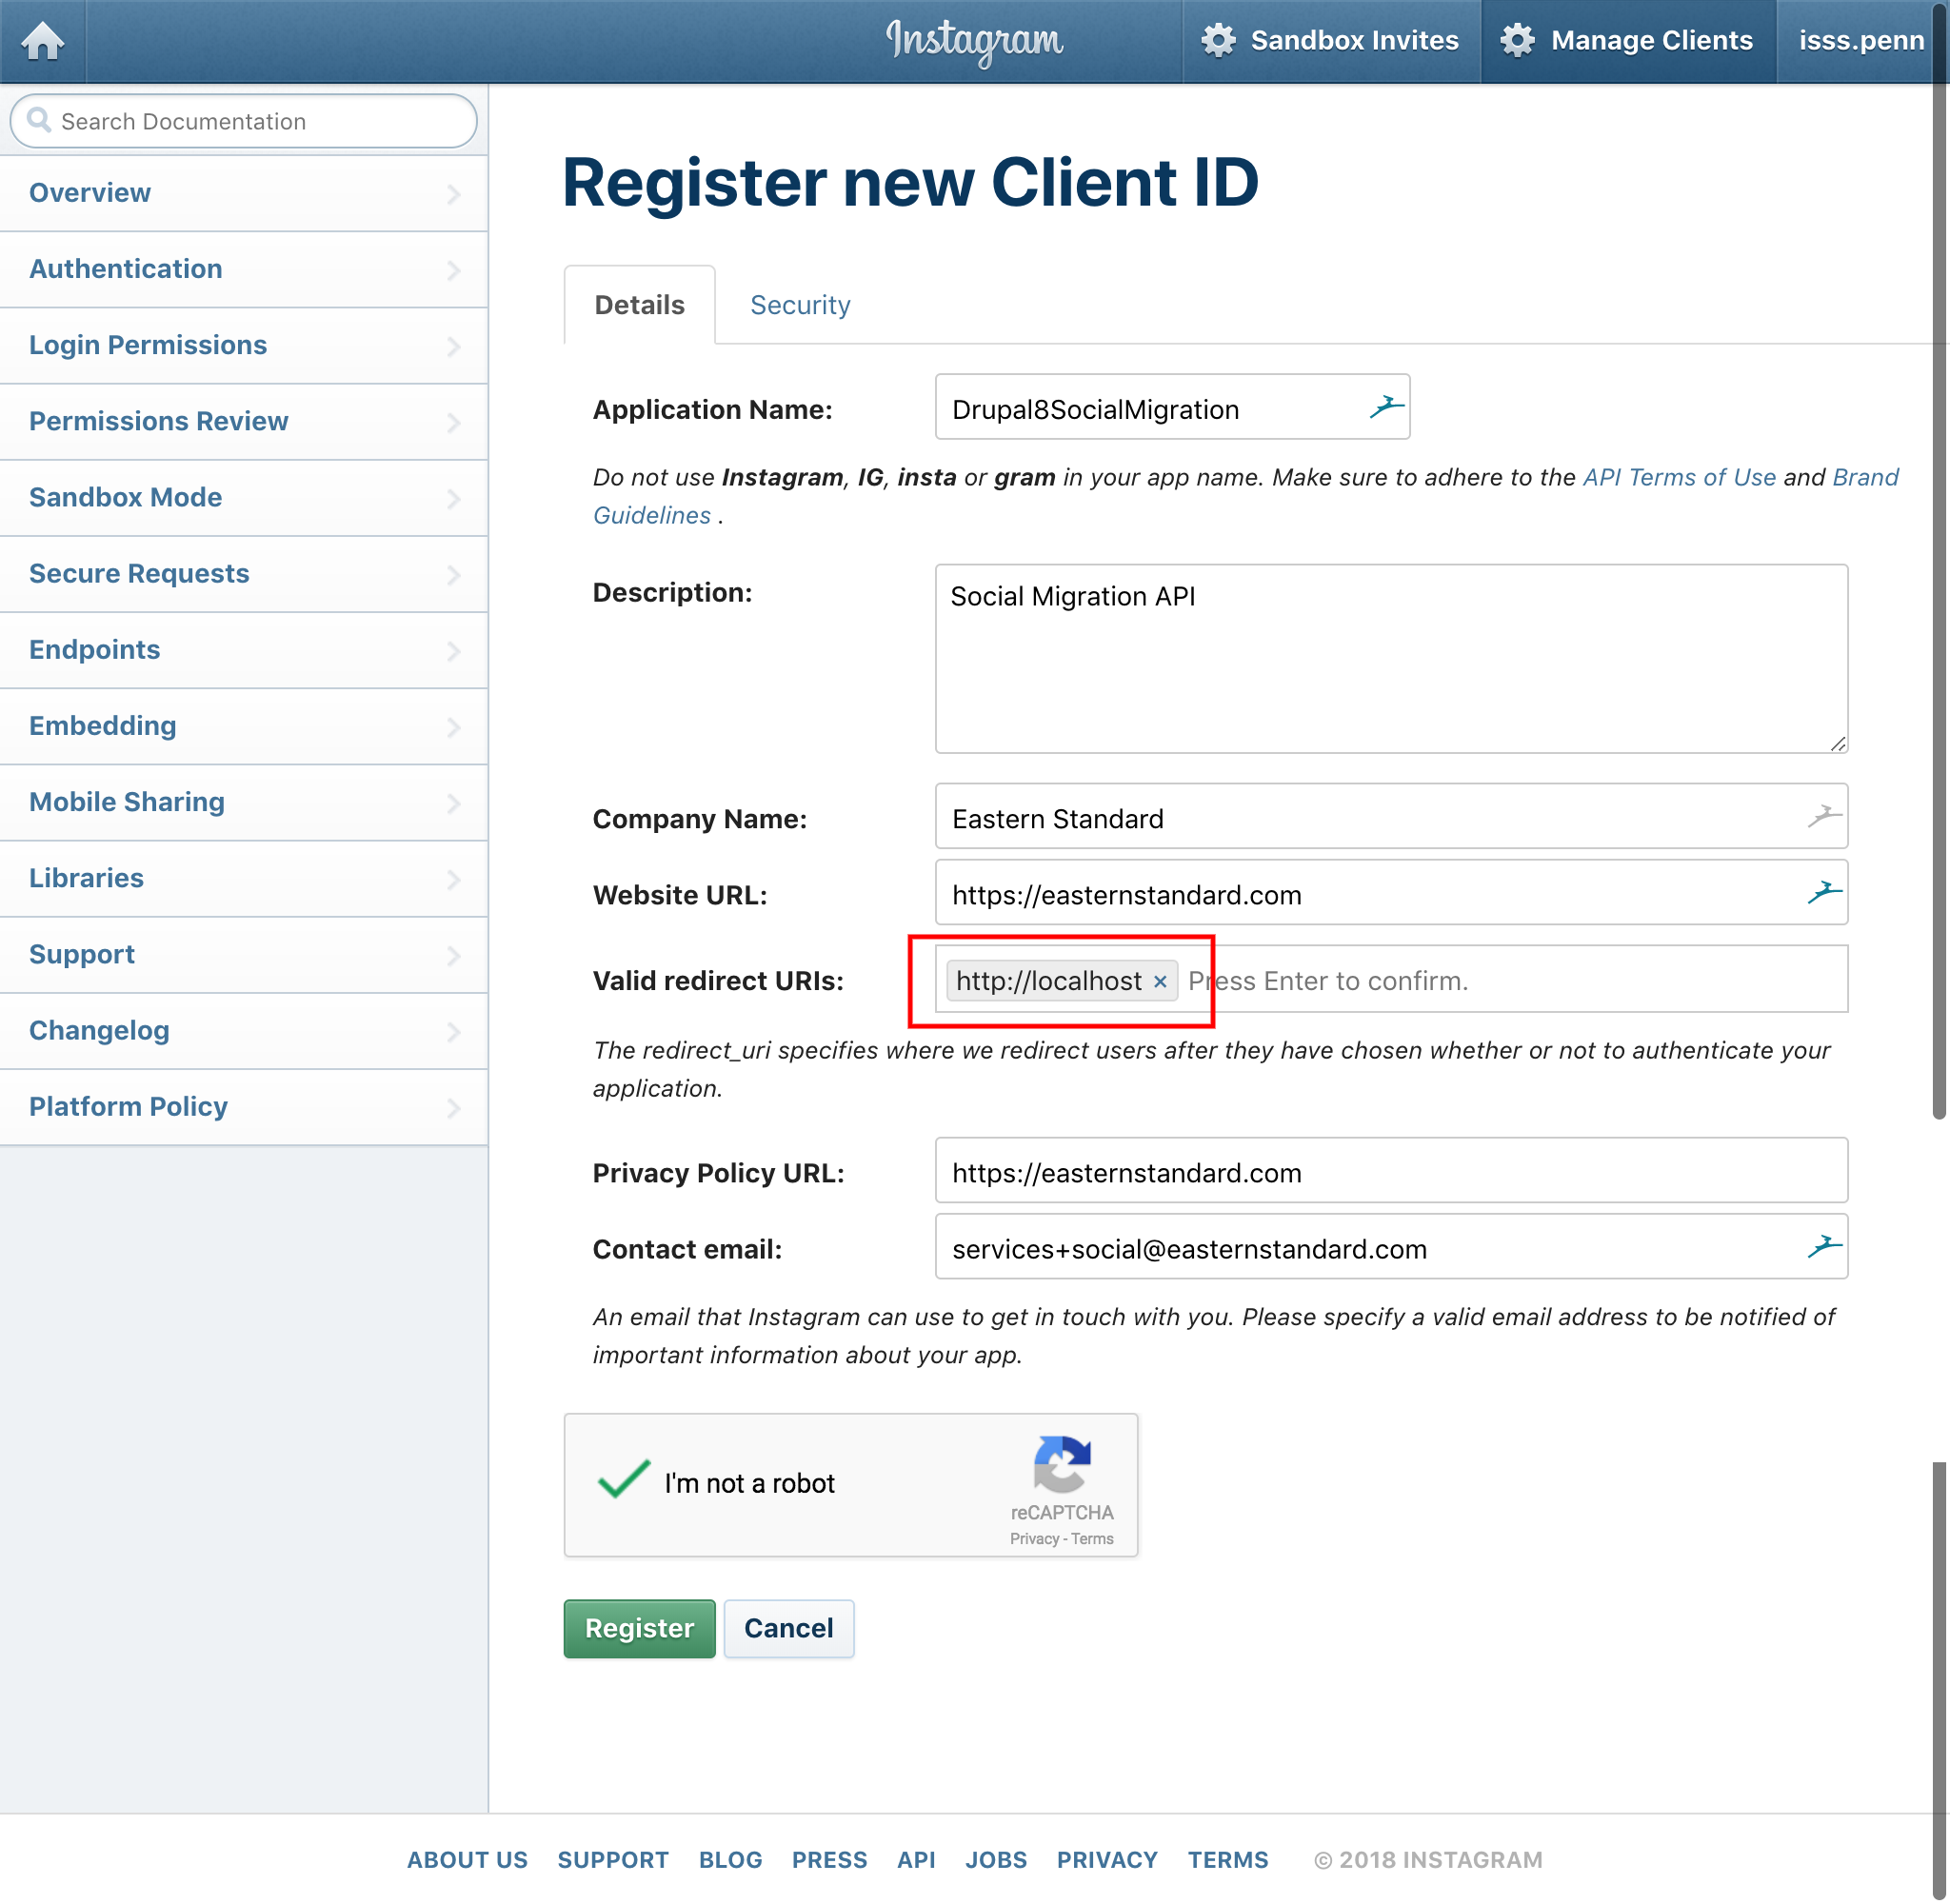 Instagram
Sandbox Invites
Manage Clients
isss.penn
Search Documentation
Overview
Authentication
Login Permissions
Permissions Review
Sandbox Mode
Secure Requests
Endpoints
Embedding
Mobile Sharing
Libraries
Support
Changelog
Platform Policy
Register new Client ID
Details Security
Application Name: Drupal8SocialMigration
Do not use Instagram, IG, insta or gram in your app name. Make sure to adhere to the API Terms of Use and Brand
Guidelines .
Description: Social Migration API
Company Name: Eastern Standard
Website URL: https://easternstandard.com
Valid redirect URIs: http://localhost × Press Enter to confirm.
The redirect_uri specifies where we redirect users after they have chosen whether or not to authenticate your
application.
Privacy Policy URL: https://easternstandard.com
Contact email: services+social@easternstandard.com
An email that Instagram can use to get in touch with you. Please specify a valid email address to be notified of
important information about your app.
I'm not a robot
reCAPTCHA
Privacy - Terms
Register Cancel
ABOUT US SUPPORT BLOG PRESS API JOBS PRIVACY TERMS © 2018 INSTAGRAM